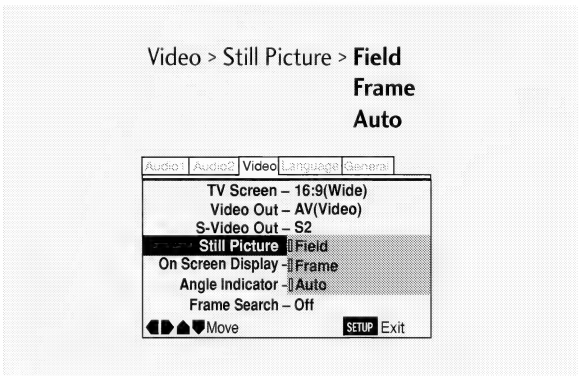 Video > Still Picture > Field
Frame
Auto
Audio1 Audio2 Video Language General
TV Screen – 16:9(Wide)
Video Out – AV(Video)
S-Video Out – S2
Still Picture Field
On Screen Display - Frame
Angle Indicator - Auto
Frame Search – Off
Move SETUP Exit